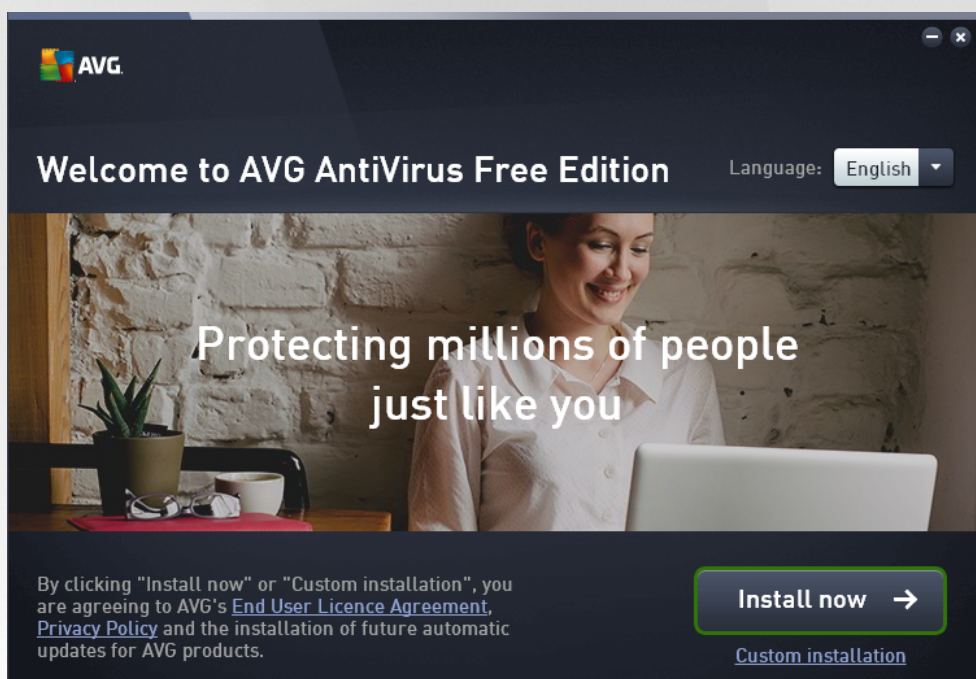 AVG.
Welcome to AVG AntiVirus Free Edition
Language: English
Protecting millions of people
just like you
By clicking "Install now" or "Custom installation", you
are agreeing to AVG's End User Licence Agreement,
Privacy Policy and the installation of future automatic
updates for AVG products.
Install now →
Custom installation